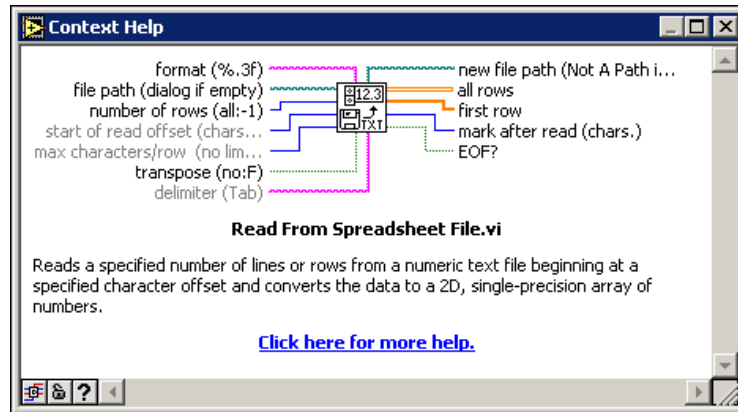 Context Help
format (%.3f)
new file path (Not A Path i...
file path (dialog if empty)
all rows
number of rows (all:-1)
first row
start of read offset (chars...
mark after read (chars.)
max characters/row (no lim...
EOF?
transpose (no:F)
delimiter (Tab)
12.3
TXT
Read From Spreadsheet File.vi
Reads a specified number of lines or rows from a numeric text file beginning at a
specified character offset and converts the data to a 2D, single-precision array of
numbers.
Click here for more help.
?